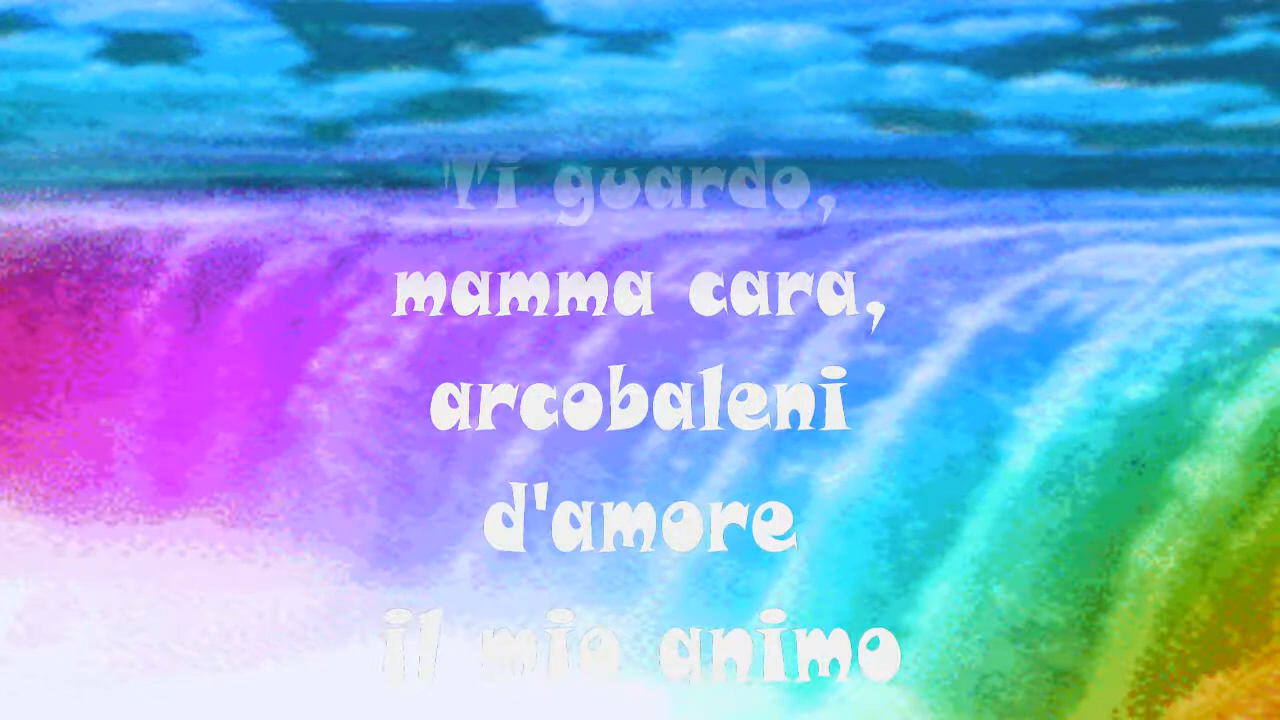 Ti guardo,
mamma cara,
arcobaleni
d'amore
il mio animo